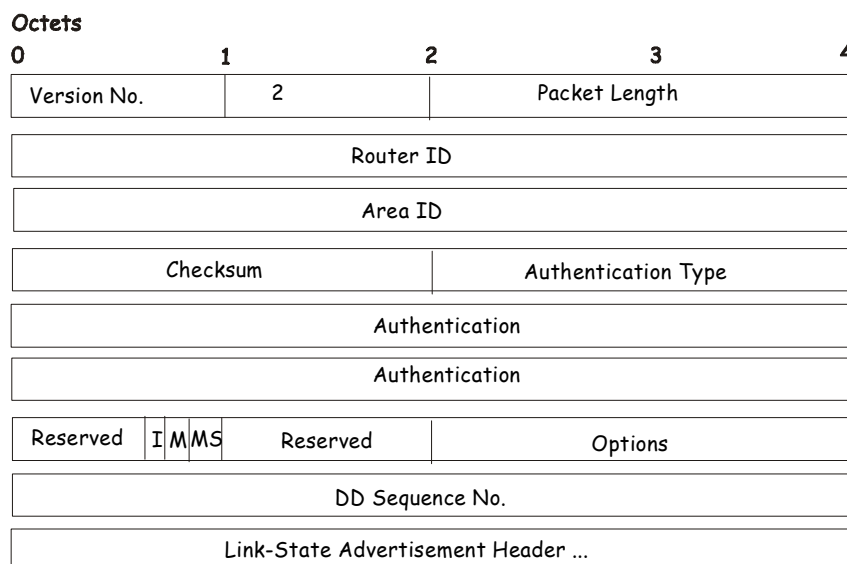 Octets
0 1 2 3 4
Version No. 2 Packet Length
Router ID
Area ID
Checksum Authentication Type
Authentication
Authentication
Reserved I M MS Reserved Options
DD Sequence No.
Link-State Advertisement Header ...